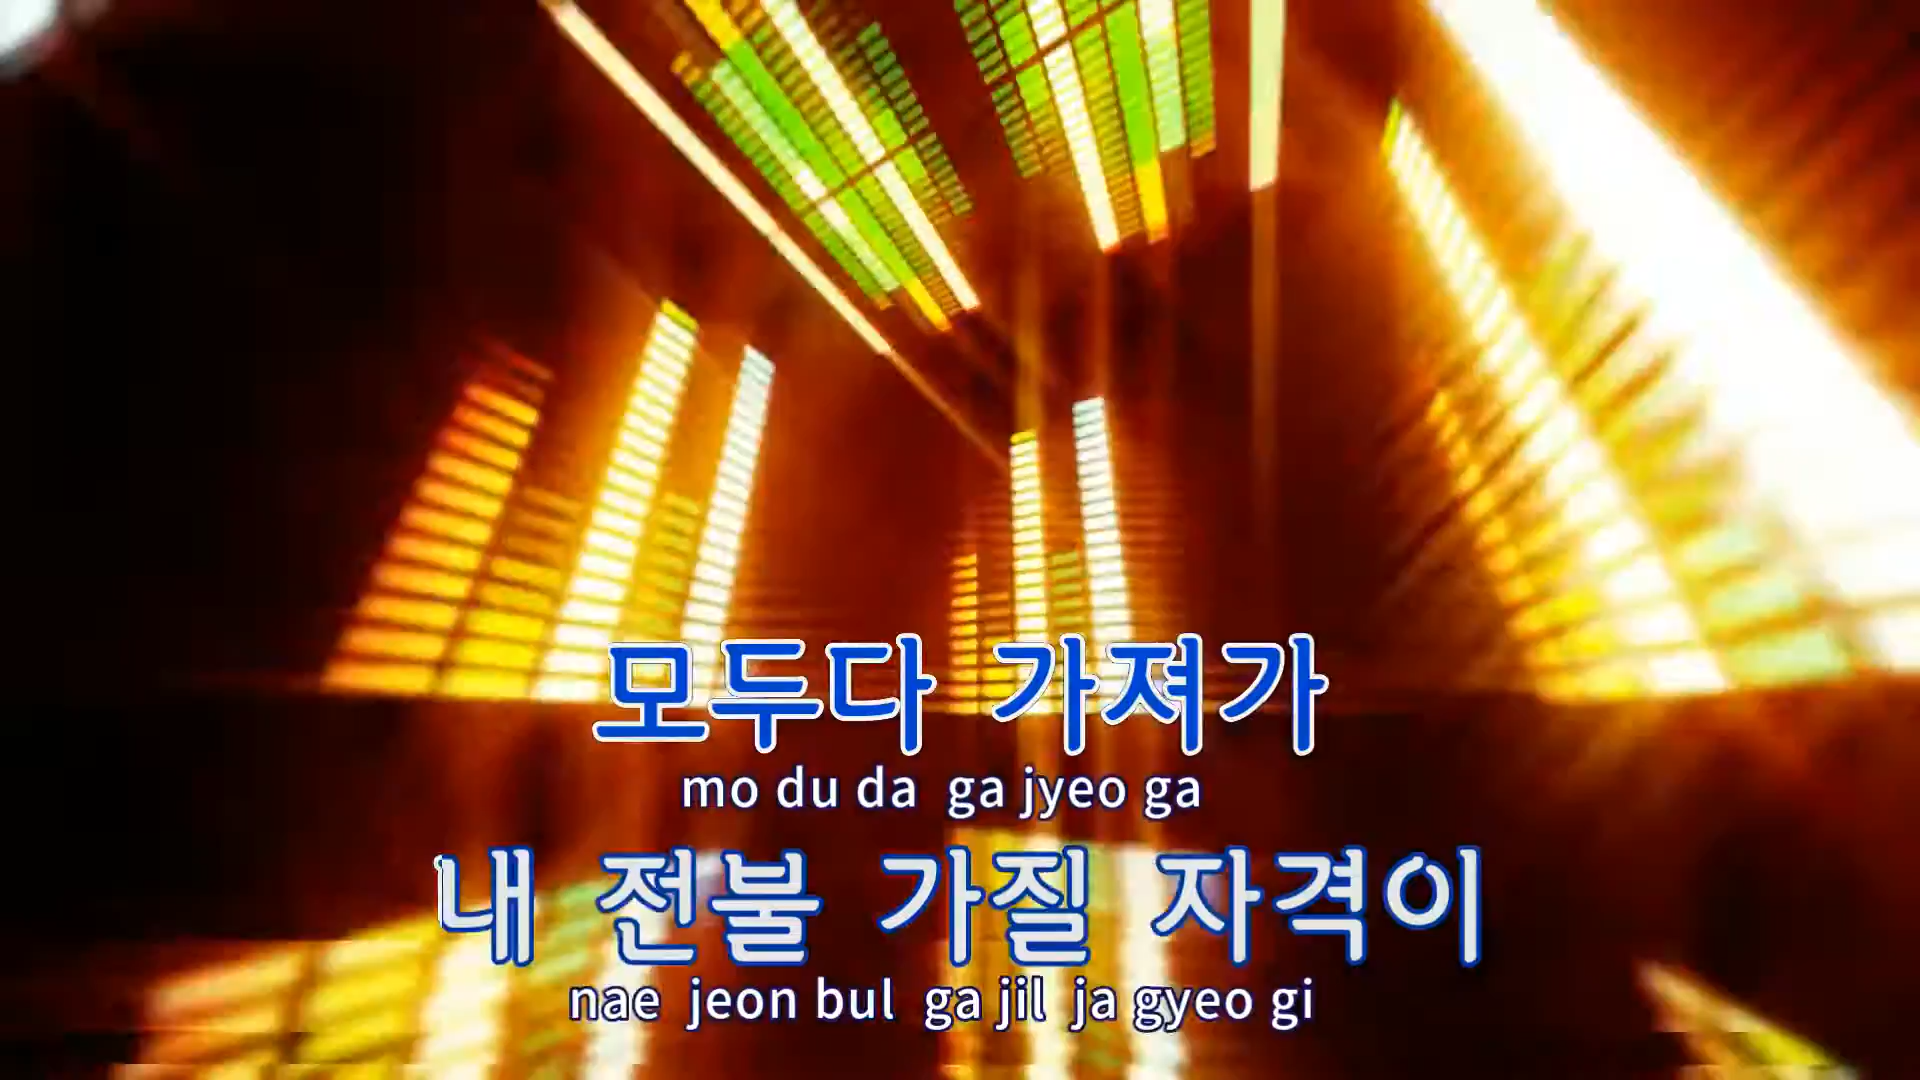 모두다 가져가
mo du da ga jyeo ga
내 전불 가질 자격이
nae jeon bul ga jil ja gyeo gi